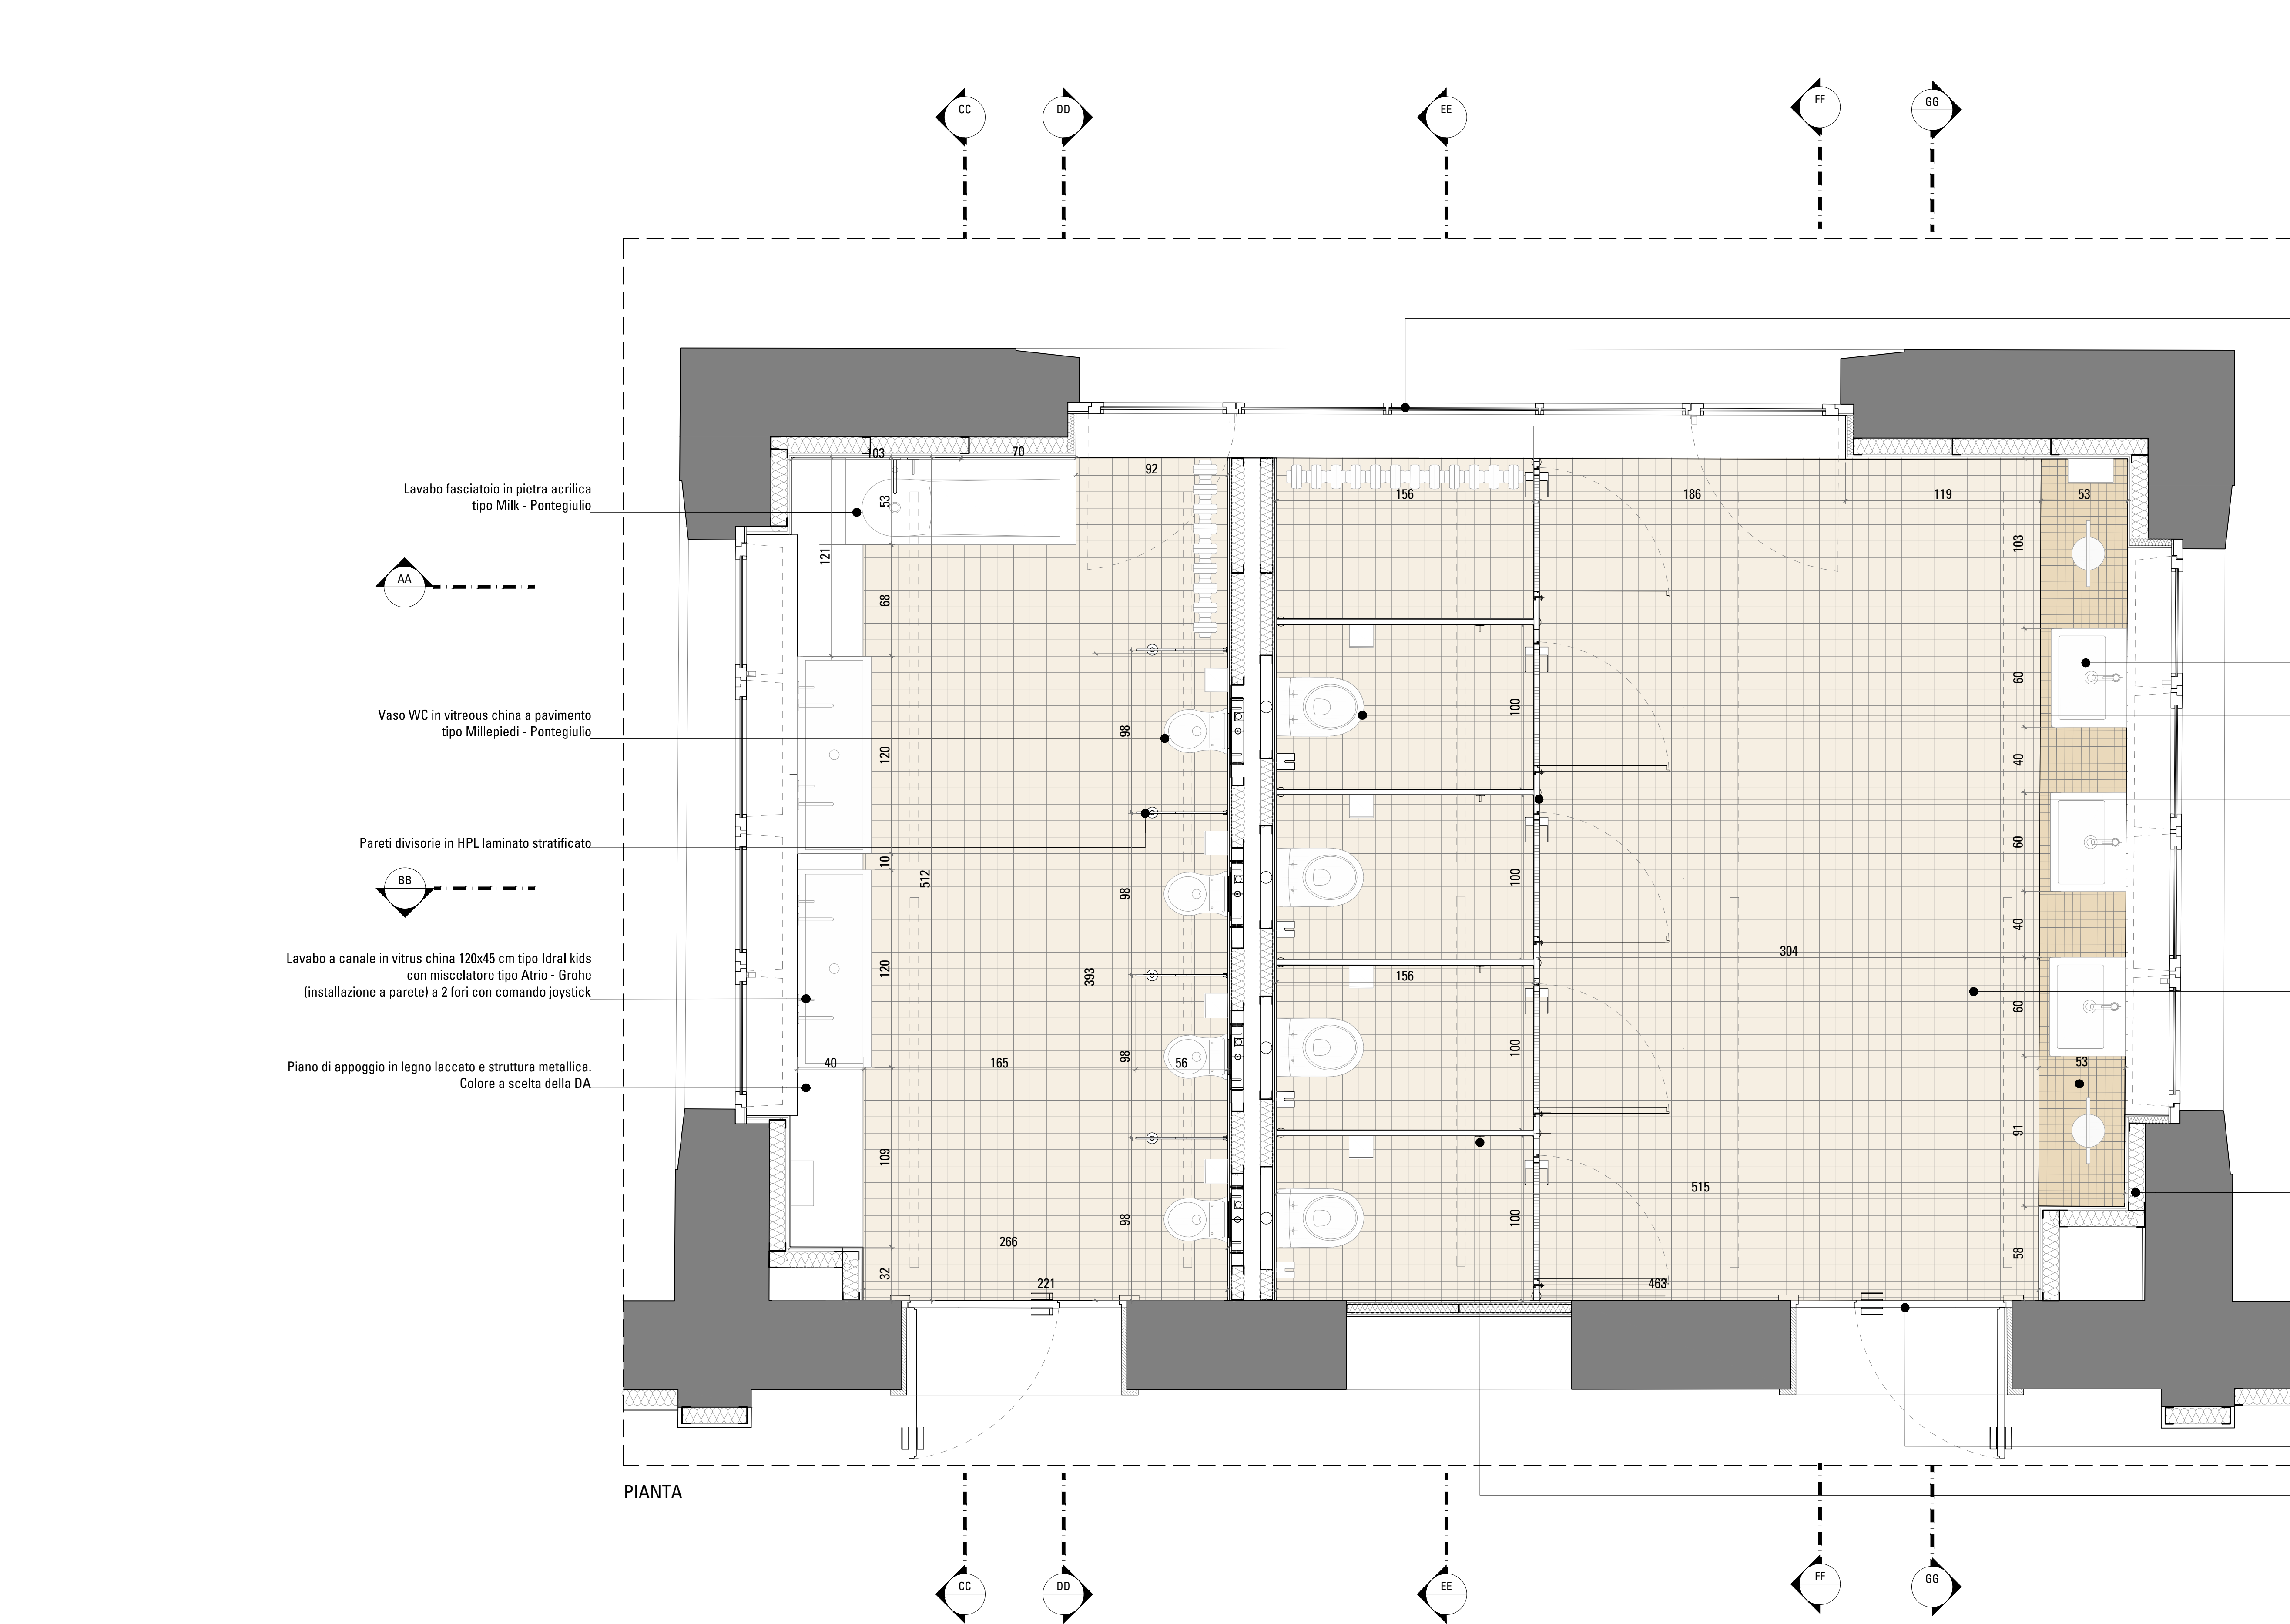 CC
DD
EE
FF
GG
103
70
92
156
186
119
53
Lavabo fasciatoio in pietra acrilica
tipo Milk - Pontegiulio
53
121
103
AA
68
60
Vaso WC in vitreous china a pavimento
tipo Millepiedi - Pontegiulio
98
100
120
40
Pareti divisorie in HPL laminato stratificato
60
10
BB
512
98
100
40
304
Lavabo a canale in vitrus china 120x45 cm tipo Idral kids
con miscelatore tipo Atrio - Grohe
(installazione a parete) a 2 fori con comando joystick
120
393
156
60
Piano di appoggio in legno laccato e struttura metallica.
Colore a scelta della DA
40
165
98
56
100
53
91
109
515
98
100
266
58
32
221
463
PIANTA
CC
DD
EE
FF
GG